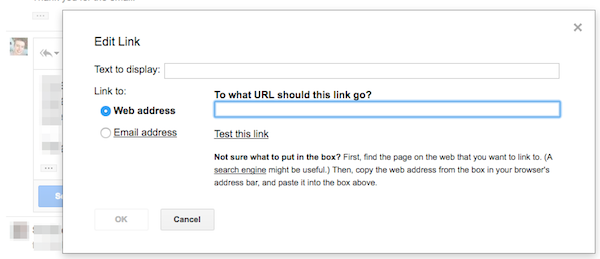 Edit Link
Text to display:
Link to:
Web address
Email address
To what URL should this link go?
Test this link
Not sure what to put in the box? First, find the page on the web that you want to link to. (A
search engine might be useful.) Then, copy the web address from the box in your browser's
address bar, and paste it into the box above.
OK
Cancel